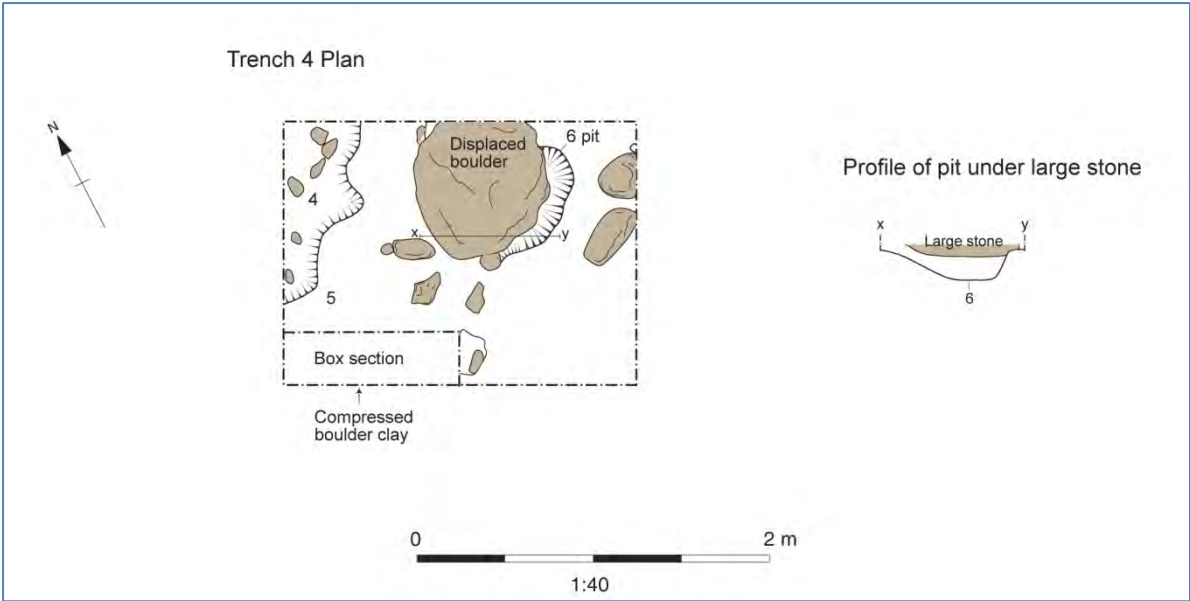 Trench 4 Plan
N
Displaced
boulder
6 pit
4
x
y
5
Box section
Compressed
boulder clay
Profile of pit under large stone
x
y
Large stone
6
0
2 m
1:40